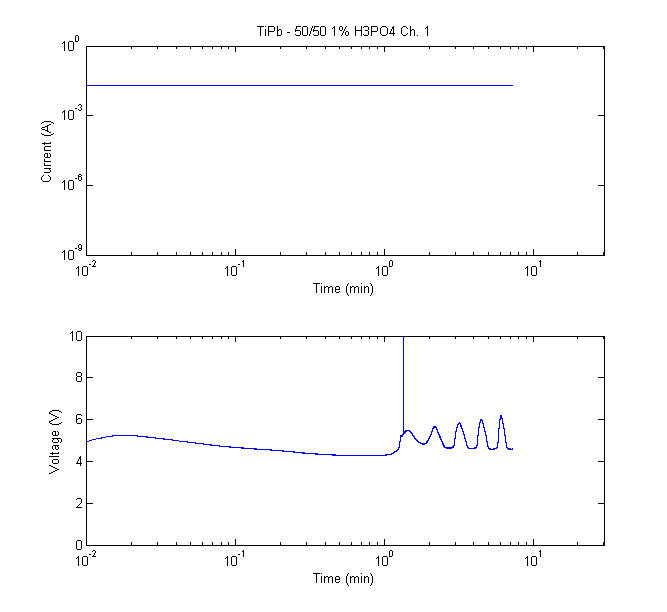 TiPb - 50/50 1% H3PO4 Ch. 1
10^0
10^-3
10^-6
10^-9
Current (A)
10^-2 10^-1 10^0 10^1
Time (min)
10
8
6
4
2
0
Voltage (V)
10^-2 10^-1 10^0 10^1
Time (min)